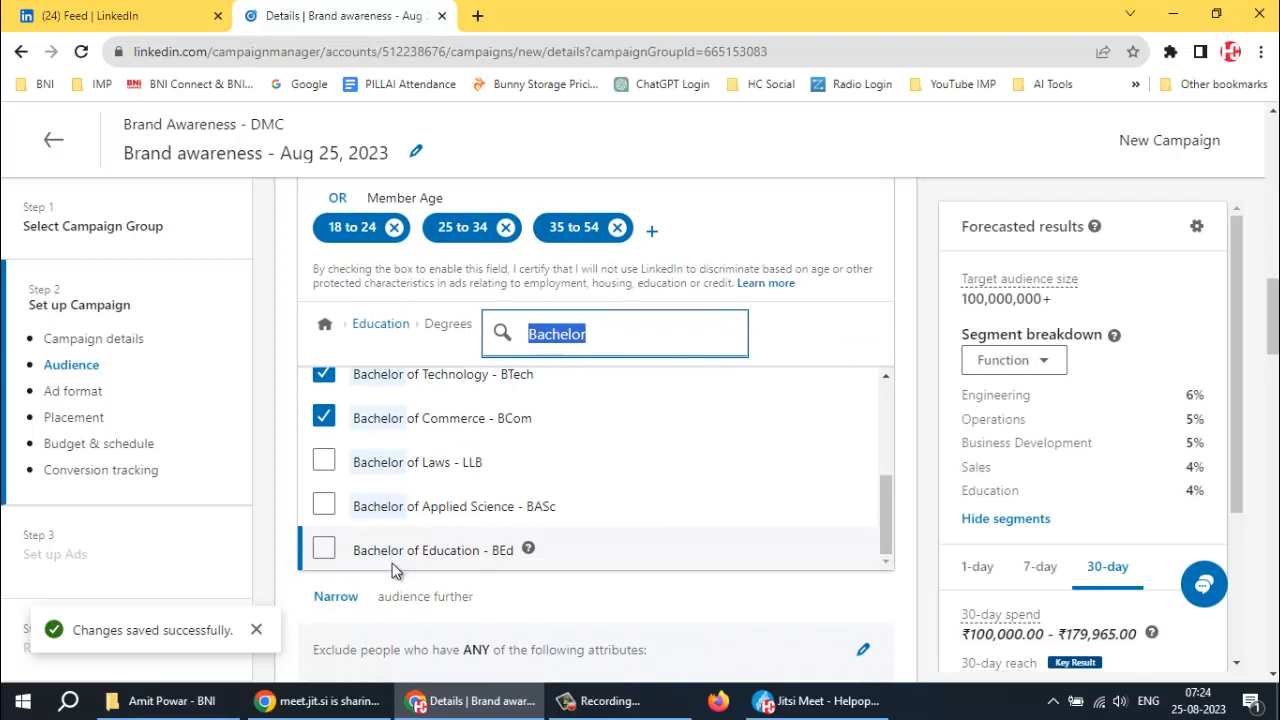 (24) Feed | LinkedIn
Details | Brand awareness - Aug
linkedin.com/campaignmanager/accounts/512238676/campaigns/new/details?campaignGroupId=665153083
BNI
IMP
BNI Connect & BNI...
Google
PILLAI Attendance
Bunny Storage Pricin...
ChatGPT Login
HC Social
Radio Login
YouTube IMP
AI Tools
»
Other bookmarks
Brand Awareness - DMC
Brand awareness - Aug 25, 2023
New Campaign
Step 1
Select Campaign Group
Step 2
Set up Campaign
Campaign details
Audience
Ad format
Placement
Budget & schedule
Conversion tracking
Step 3
Set up Ads
Changes saved successfully.
OR Member Age
18 to 24
25 to 34
35 to 54
By checking the box to enable this field, I certify that I will not use LinkedIn to discriminate based on age or other
protected characteristics in ads relating to employment, housing, education or credit. Learn more
Education
Degrees
Bachelor
Bachelor of Technology - BTech
Bachelor of Commerce - BCom
Bachelor of Laws - LLB
Bachelor of Applied Science - BASc
Bachelor of Education - BEd
Narrow audience further
Exclude people who have ANY of the following attributes:
Forecasted results
Target audience size
100,000,000+
Segment breakdown
Function
Engineering 6%
Operations 5%
Business Development 5%
Sales 4%
Education 4%
Hide segments
1-day
7-day
30-day
30-day spend
₹100,000.00 - ₹179,965.00
30-day reach Key Result
Amit Powar - BNI
meet.jit.si is sharin...
Details | Brand awar...
Recording...
Jitsi Meet - Helpop...
ENG
07:24
25-08-2023